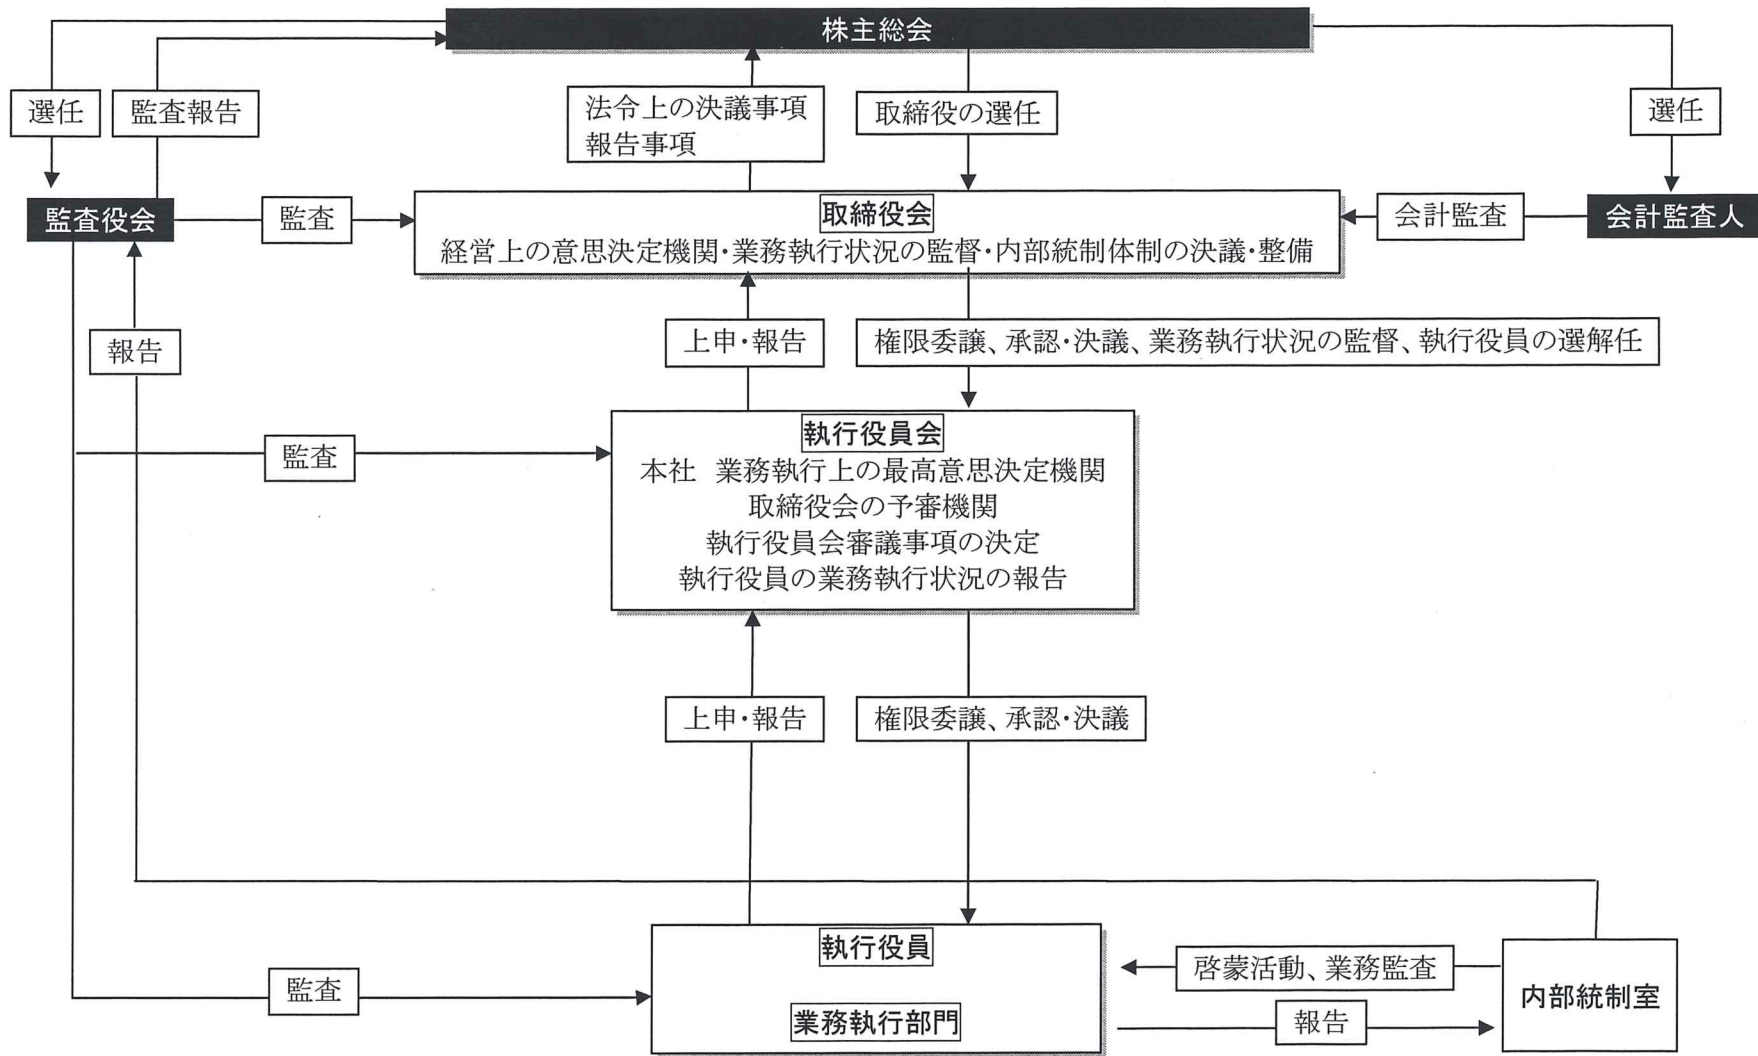 株主総会
選任
監査報告
法令上の決議事項
報告事項
取締役の選任
選任
監査役会
監査
取締役会
経営上の意思決定機関・業務執行状況の監督・内部統制体制の決議・整備
会計監査
会計監査人
報告
上申・報告
権限委譲、承認・決議、業務執行状況の監督、執行役員の選解任
監査
執行役員会
本社 業務執行上の最高意思決定機関
取締役会の予審機関
執行役員会審議事項の決定
執行役員の業務執行状況の報告
上申・報告
権限委譲、承認・決議
監査
執行役員
業務執行部門
啓蒙活動、業務監査
報告
内部統制室